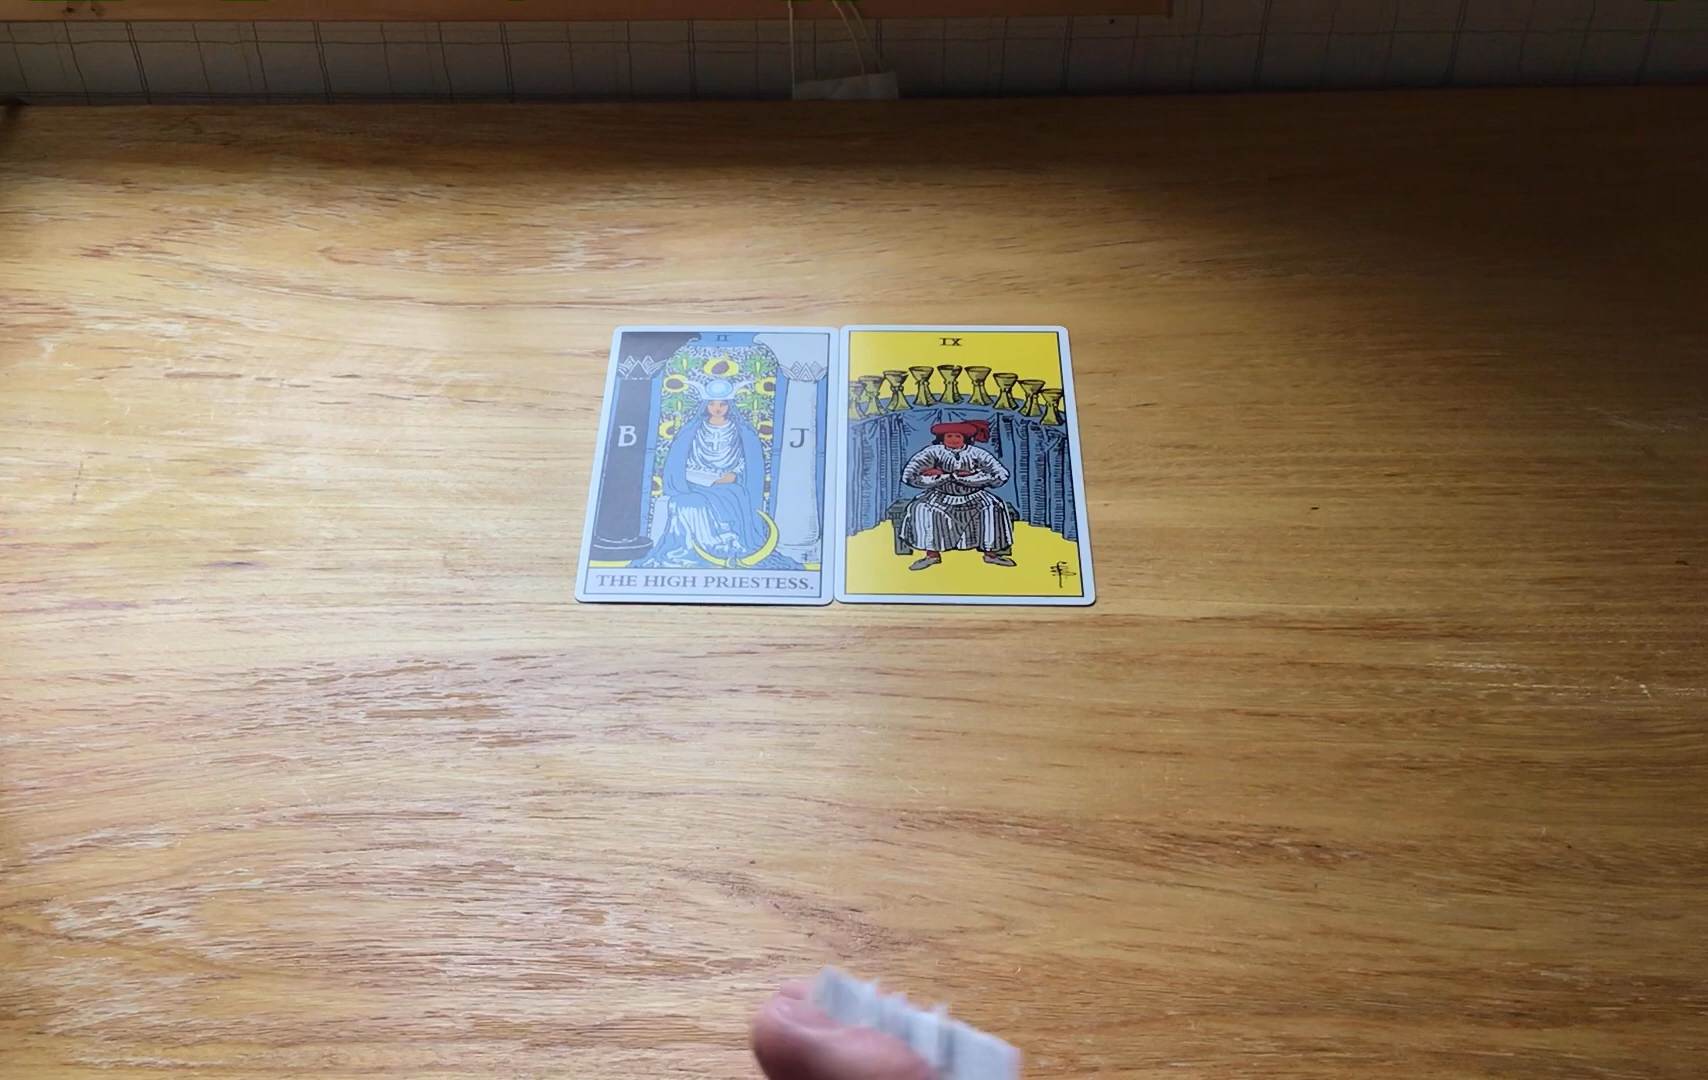 II
B
J
THE HIGH PRIESTESS.
IX